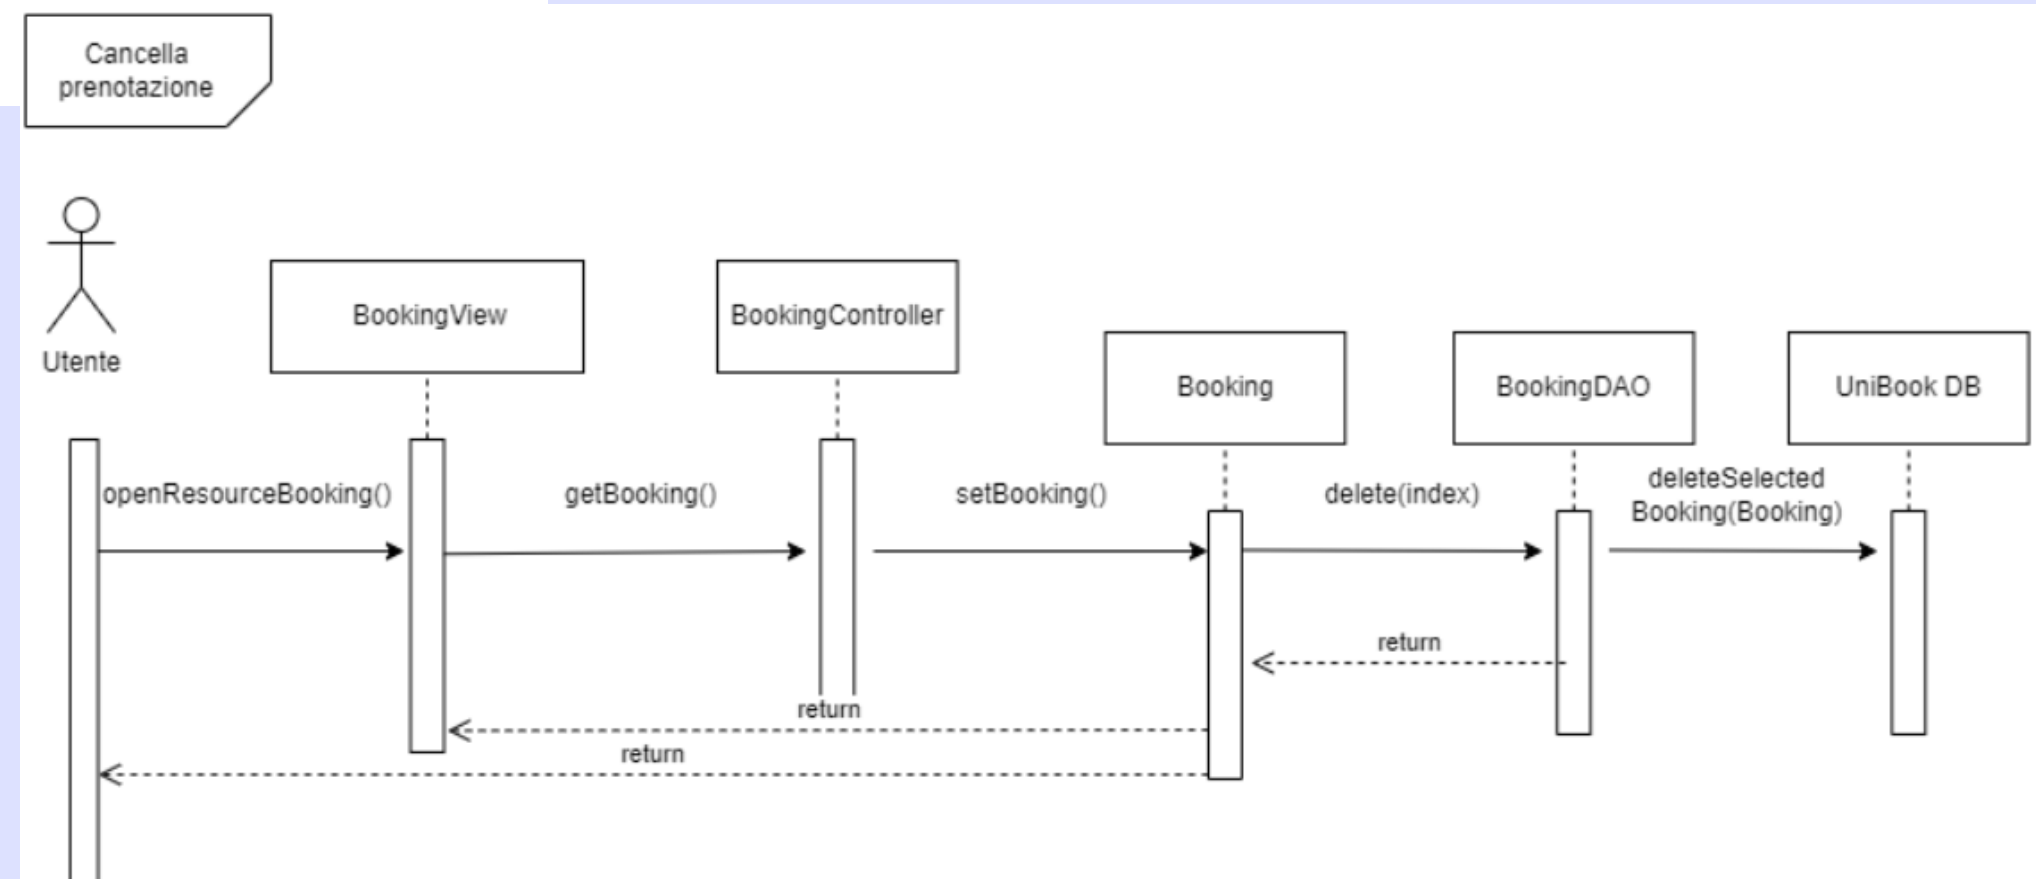 Cancella
prenotazione
Utente
BookingView
BookingController
Booking
BookingDAO
UniBook DB
openResourceBooking()
getBooking()
setBooking()
delete(index)
deleteSelected
Booking(Booking)
return
return
return